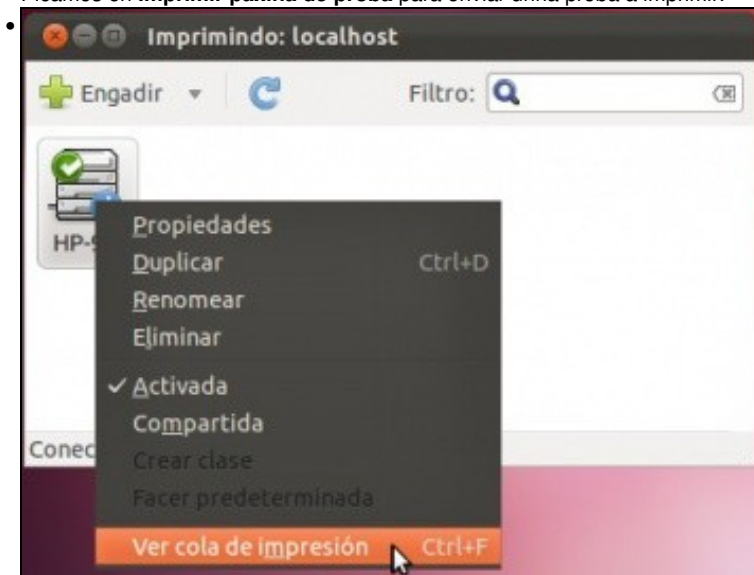 Imprimindo: localhost
Engadir
Filtro:
HP-
Propiedades
Duplicar Ctrl+D
Renomear
Eliminar
✓ Activada
Compartida
Conec
Crear clase
Facer predeterminada
Ver cola de impresión Ctrl+F